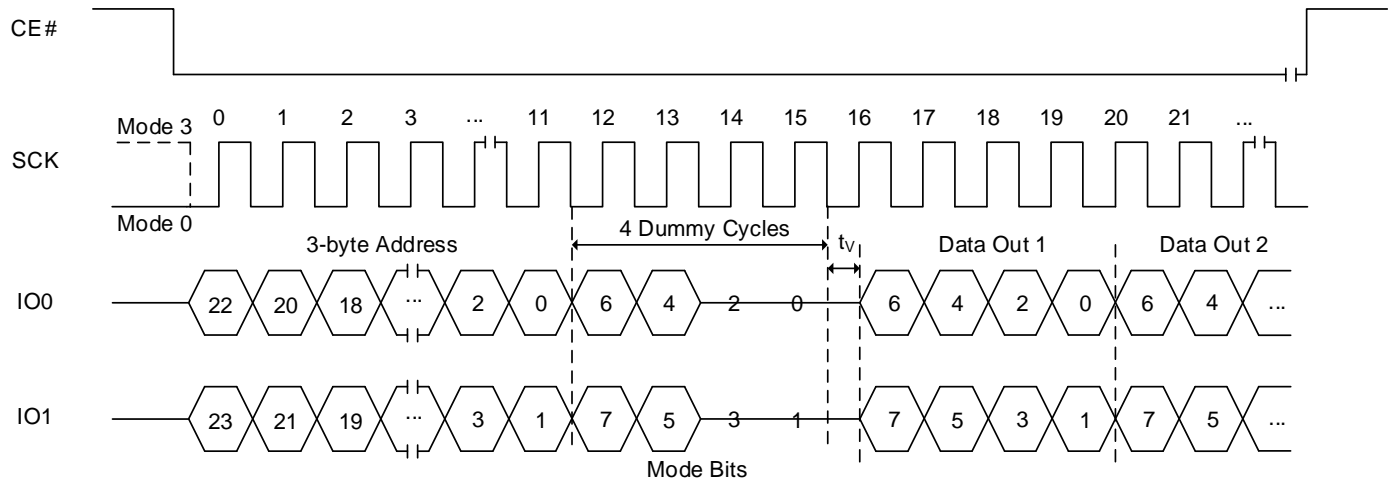 CE#
0 1 2 3 ... 11 12 13 14 15 16 17 18 19 20 21 ...
Mode 3
SCK
Mode 0
4 Dummy Cycles
3-byte Address tV Data Out 1 Data Out 2
IO0 22 20 18 ... 2 0 6 4 2 0 6 4 2 0 6 4 ...
IO1 23 21 19 ... 3 1 7 5 3 1 7 5 3 1 7 5 ...
Mode Bits